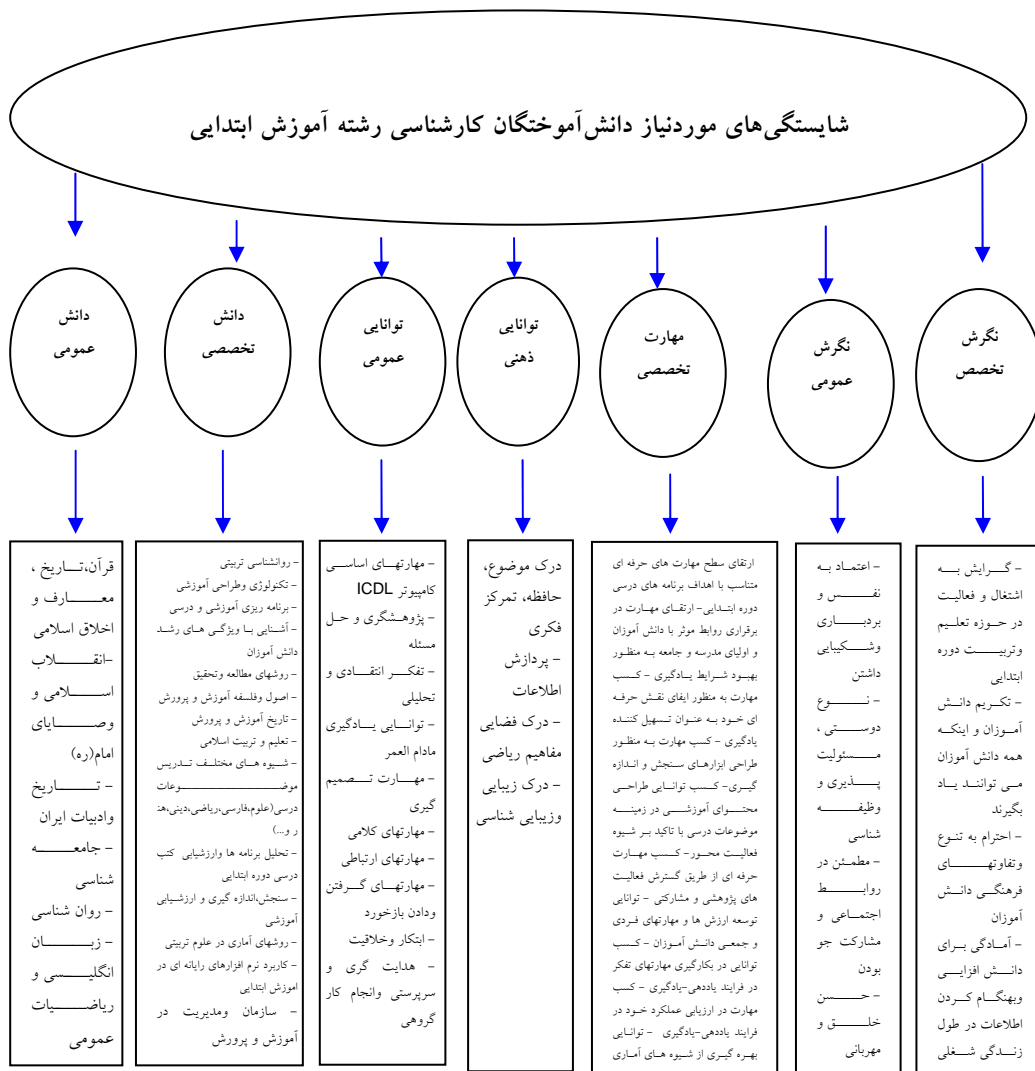 شایستگی‌های موردنیاز دانش‌آموختگان کارشناسی رشته آموزش ابتدایی
نگرش
تخصص
نگرش
عمومی
مهارت
تخصصی
توانایی
ذهنی
توانایی
عمومی
دانش
تخصصی
دانش
عمومی
- گرایش به
اشتغال و فعالیت
در حوزه تعلیم
وتربیت دوره
ابتدایی
- تکریم دانش
آموزان و اینکه
همه دانش آموزان
می توانند یاد
بگیرند
- احترام به تنوع
وتفاوتهای
فرهنگی دانش
آموزان
- آمادگی برای
دانش افزایی
وبهنگام کردن
اطلاعات در طول
زندگی شغلی
- اعتماد به
نفس و
بردباری
وشکیبایی
داشتن
- نوع
دوستی ،
مسئولیت
پذیری و
وظیفه
شناسی
- مطمئن در
روابط
اجتماعی و
مشارکت جو
بودن
- حسن
خلق و
مهربانی
ارتقای سطح مهارت های حرفه ای
متناسب با اهداف برنامه های درسی
دوره ابتدایی- ارتقای مهارت در
برقراری روابط موثر با دانش آموزان
و اولیای مدرسه و جامعه به منظور
بهبود شرایط یادگیری - کسب
مهارت به منظور ایفای نقش حرفه
ای خود به عنوان تسهیل کننده
یادگیری - کسب مهارت به منظور
طراحی ابزارهای سنجش و اندازه
گیری- کسب توانایی طراحی
محتوای آموزشی در زمینه
موضوعات درسی با تاکید بر شیوه
فعالیت محور- کسب مهارت
حرفه ای از طریق گسترش فعالیت
های پژوهشی و مشارکتی - توانایی
توسعه ارزش ها و مهارتهای فردی
و جمعی دانش آموزان - کسب
توانایی در بکارگیری مهارتهای تفکر
در فرایند یاددهی-یادگیری - کسب
مهارت در ارزیابی عملکرد خود در
فرایند یاددهی-یادگیری - توانایی
بهره گیری از شیوه های آماری
درک موضوع،
حافظه، تمرکز
فکری
- پردازش
اطلاعات
- درک فضایی
مفاهیم ریاضی
- درک زیبایی
وزیبایی شناسی
- مهارتهای اساسی
کامپیوتر ICDL
- پژوهشگری و حل
مسئله
- تفکر انتقادی و
تحلیلی
- توانایی یادگیری
مادام العمر
- مهارت تصمیم
گیری
- مهارتهای کلامی
- مهارتهای ارتباطی
- مهارتهای گرفتن
ودادن بازخورد
- ابتکار وخلاقیت
- هدایت گری و
سرپرستی وانجام کار
گروهی
- روانشناسی تربیتی
- تکنولوژی وطراحی آموزشی
- برنامه ریزی آموزشی و درسی
- آشنایی با ویژگی های رشد
دانش آموزان
- روشهای مطالعه وتحقیق
- اصول وفلسفه آموزش و پرورش
- تاریخ آموزش و پرورش
- تعلیم و تربیت اسلامی
- شیوه های مختلف تدریس
موضوعات
درسی(علوم،فارسی،ریاضی،دینی،هن
ر و...)
- تحلیل برنامه ها وارزشیابی کتب
درسی دوره ابتدایی
- سنجش،اندازه گیری و ارزشیابی
آموزشی
- روشهای آماری در علوم تربیتی
- کاربرد نرم افزارهای رایانه ای در
اموزش ابتدایی
- سازمان ومدیریت در
آموزش و پرورش
قرآن،تاریخ ،
معارف و
اخلاق اسلامی
-انقلاب
اسلامی و
وصایای
امام(ره)
- تاریخ
وادبیات ایران
- جامعه
شناسی
- روان شناسی
- زبان
انگلیسی و
ریاضیات
عمومی